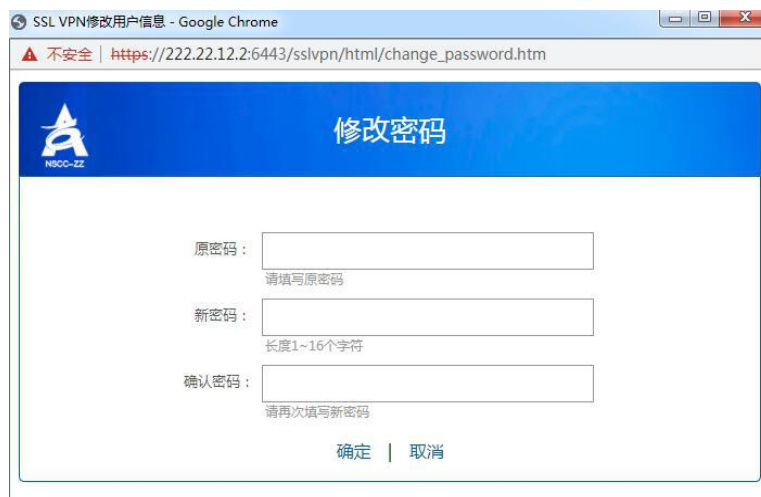 SSL VPN修改用户信息 - Google Chrome
不安全 | https://222.22.12.2:6443/sslvpn/html/change_password.htm
修改密码
NSCC-ZZ
原密码：
请填写原密码
新密码：
长度1~16个字符
确认密码：
请再次填写新密码
确定 | 取消